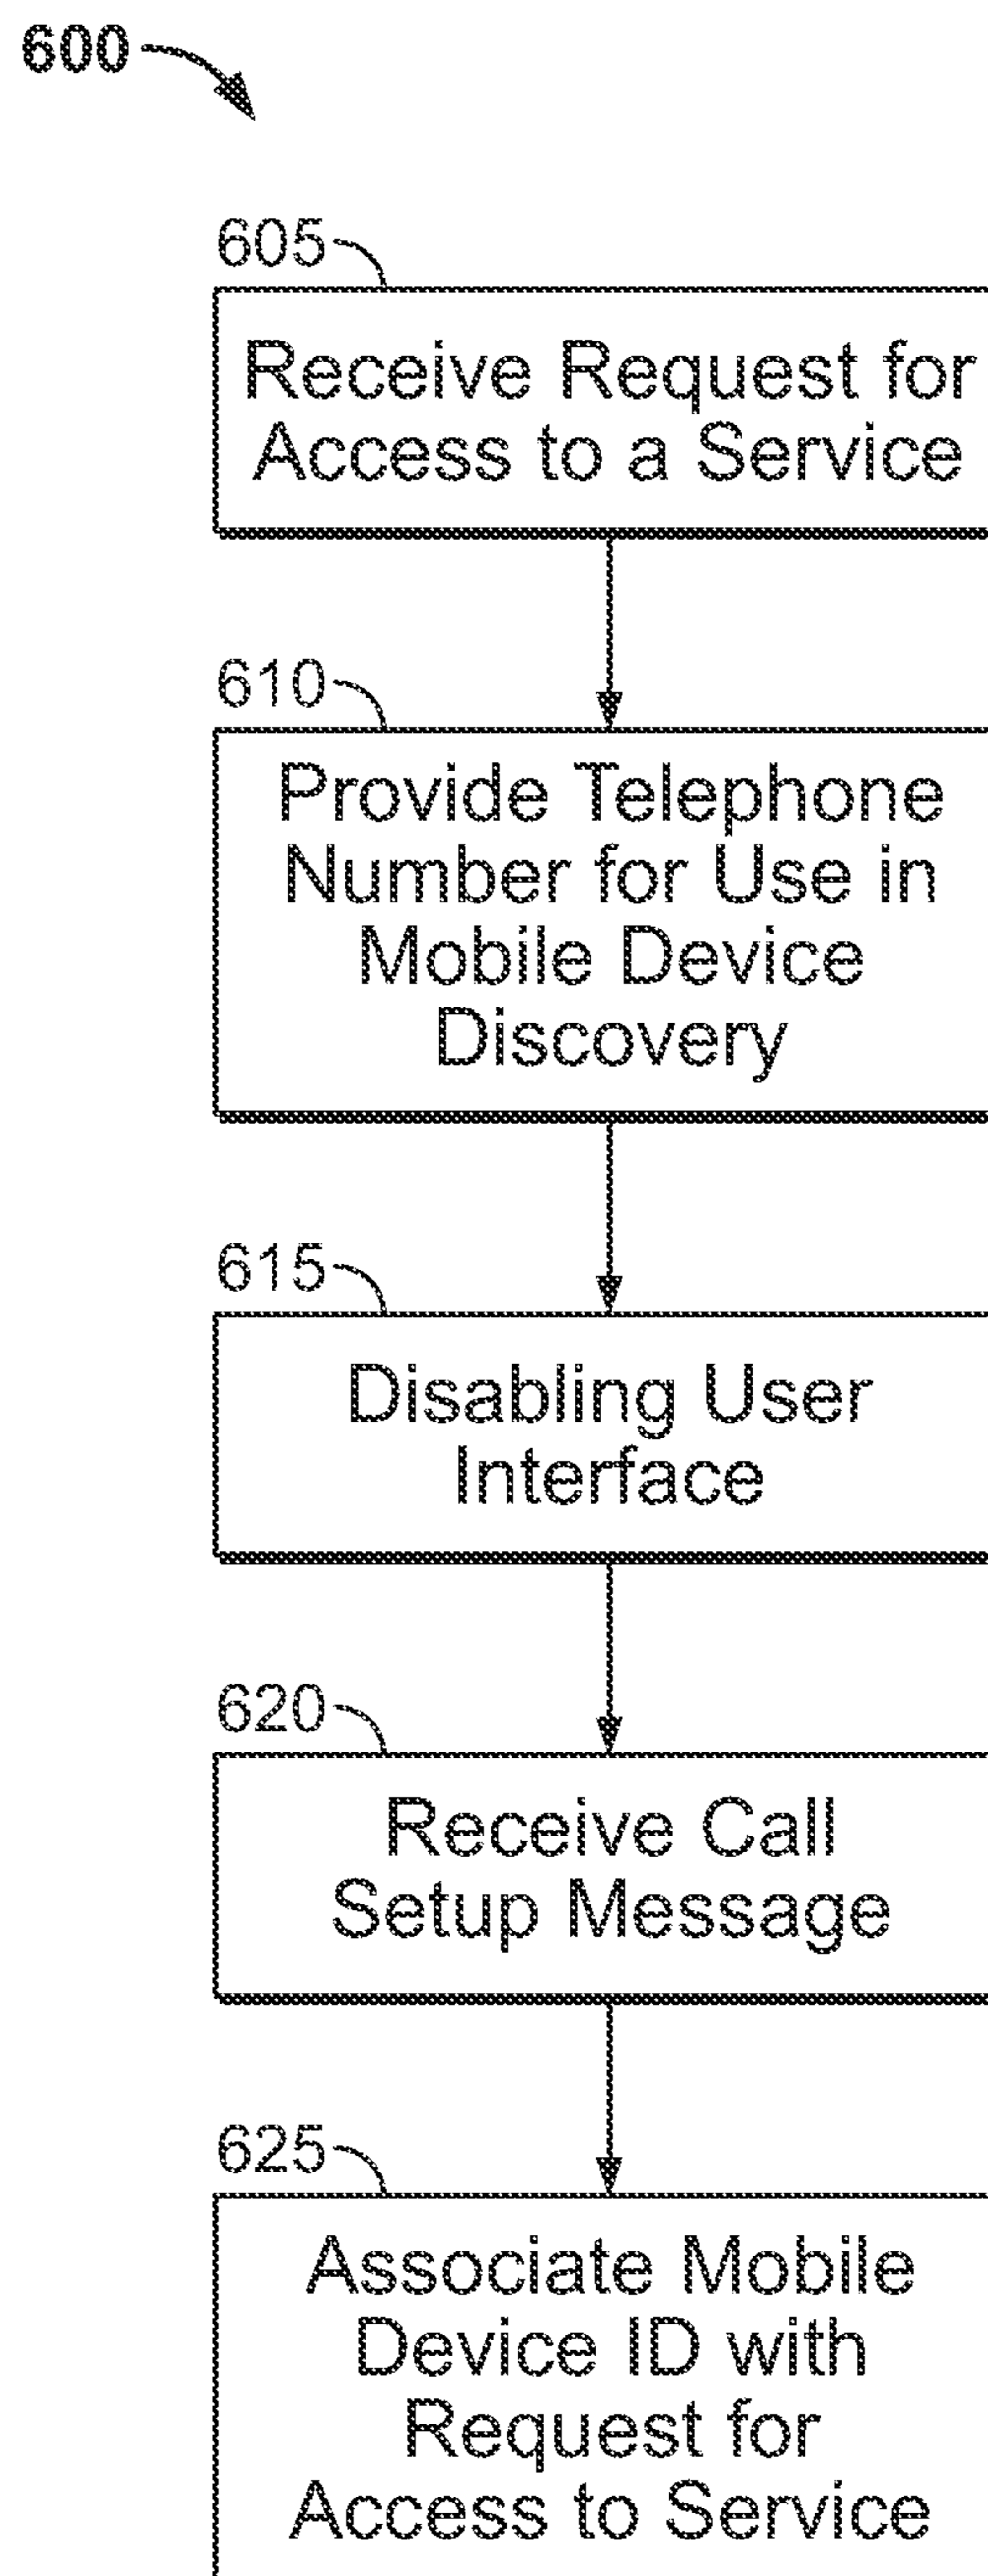 600
605
Receive Request for
Access to a Service
610
Provide Telephone
Number for Use in
Mobile Device
Discovery
615
Disabling User
Interface
620
Receive Call
Setup Message
625
Associate Mobile
Device ID with
Request for
Access to Service